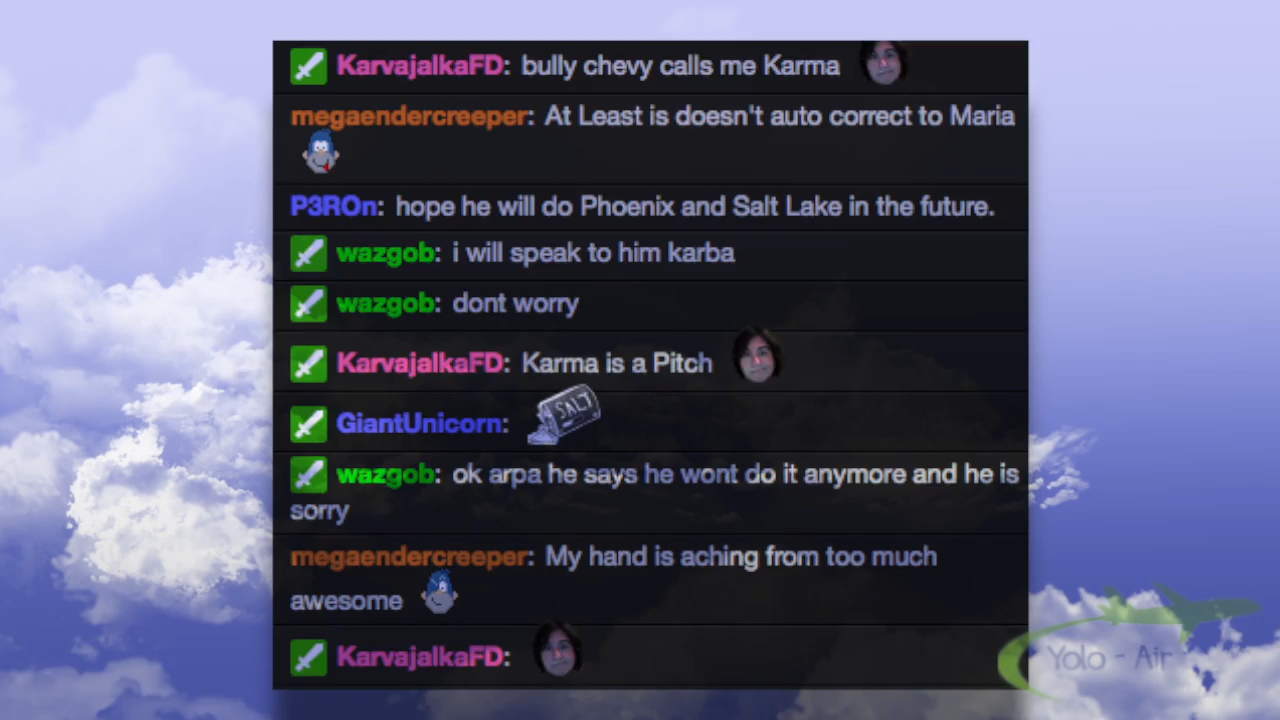 KarvajalkaFD: bully chevy calls me Karma
megaendercreeper: At Least is doesn't auto correct to Maria
P3ROn: hope he will do Phoenix and Salt Lake in the future.
wazgob: i will speak to him karba
wazgob: dont worry
KarvajalkaFD: Karma is a Pitch
GiantUnicorn:
SALT
wazgob: ok arpa he says he wont do it anymore and he is
sorry
megaendercreeper: My hand is aching from too much
awesome
KarvajalkaFD:
Yolo - Air